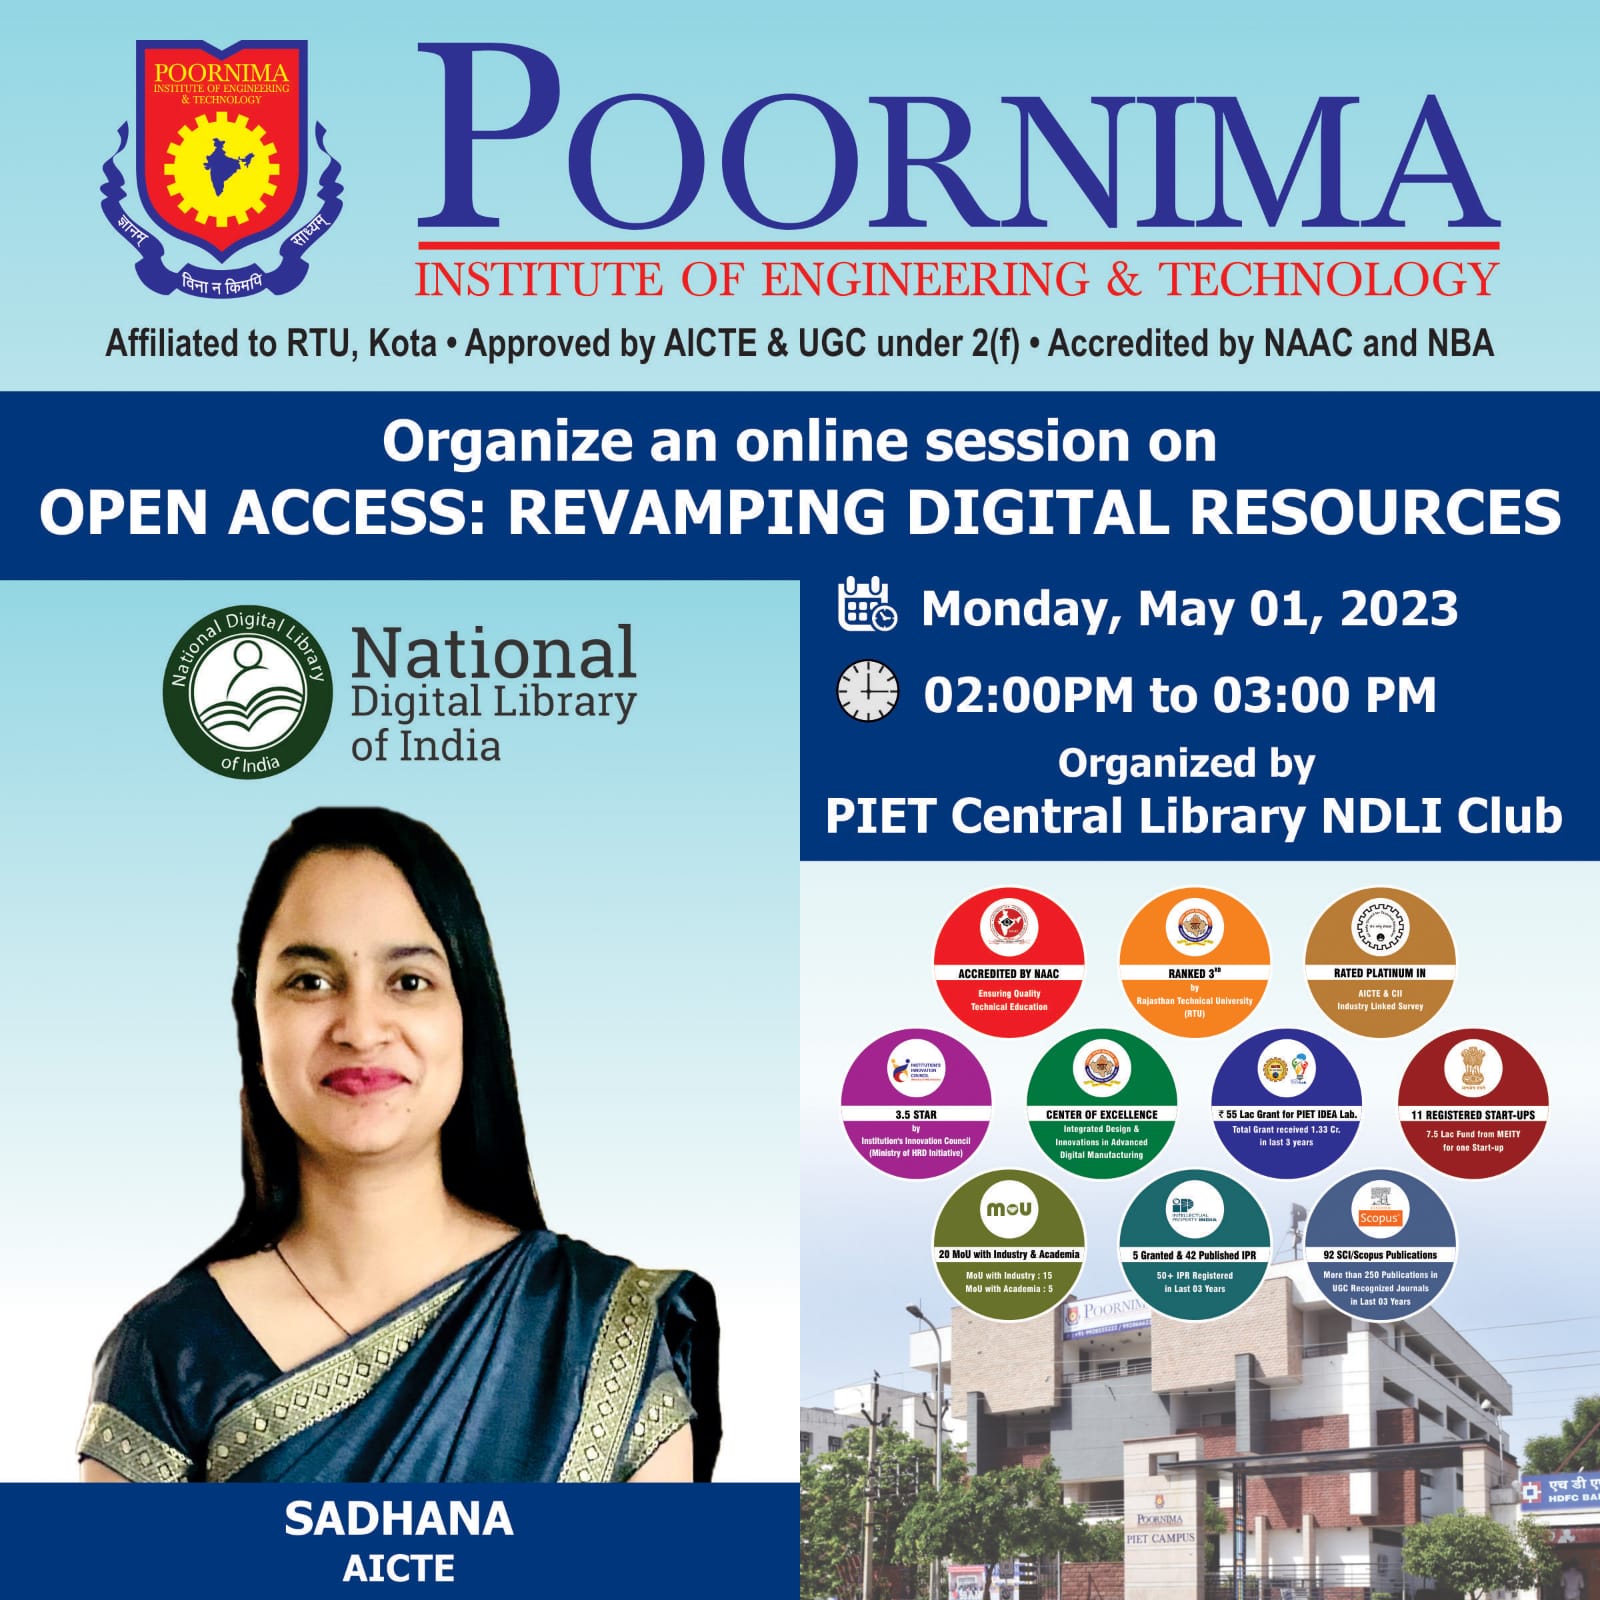 POORNIMA
INSTITUTE OF ENGINEERING
& TECHNOLOGY
ज्ञानम्
विना न किमपि
साध्यम्
POORNIMA
INSTITUTE OF ENGINEERING & TECHNOLOGY
Affiliated to RTU, Kota • Approved by AICTE & UGC under 2(f) • Accredited by NAAC and NBA
Organize an online session on
OPEN ACCESS: REVAMPING DIGITAL RESOURCES
National Digital Library
of India
National
Digital Library
of India
Monday, May 01, 2023
02:00PM to 03:00 PM
Organized by
PIET Central Library NDLI Club
ACCREDITED BY NAAC
Ensuring Quality
Technical Education
RANKED 3RD
by
Rajasthan Technical University
(RTU)
RATED PLATINUM IN
AICTE & CII
Industry Linked Survey
INSTITUTION'S
INNOVATION
COUNCIL
3.5 STAR
by
Institution's Innovation Council
(Ministry of HRD Initiative)
CENTER OF EXCELLENCE
Integrated Design &
Innovations in Advanced
Digital Manufacturing
₹ 55 Lac Grant for PIET IDEA Lab.
Total Grant received 1.33 Cr.
in last 3 years
11 REGISTERED START-UPS
7.5 Lac Fund from MEITY
for one Start-up
MoU
20 MoU with Industry & Academia
MoU with Industry : 15
MoU with Academia : 5
INTELLECTUAL
PROPERTY INDIA
5 Granted & 42 Published IPR
50+ IPR Registered
in Last 03 Years
Scopus
92 SCI/Scopus Publications
More than 250 Publications in
UGC Recognized Journals
in Last 03 Years
POORNIM
POORNIMA
PIET CAMPUS
एच डी ए
HDFC BA
SADHANA
AICTE